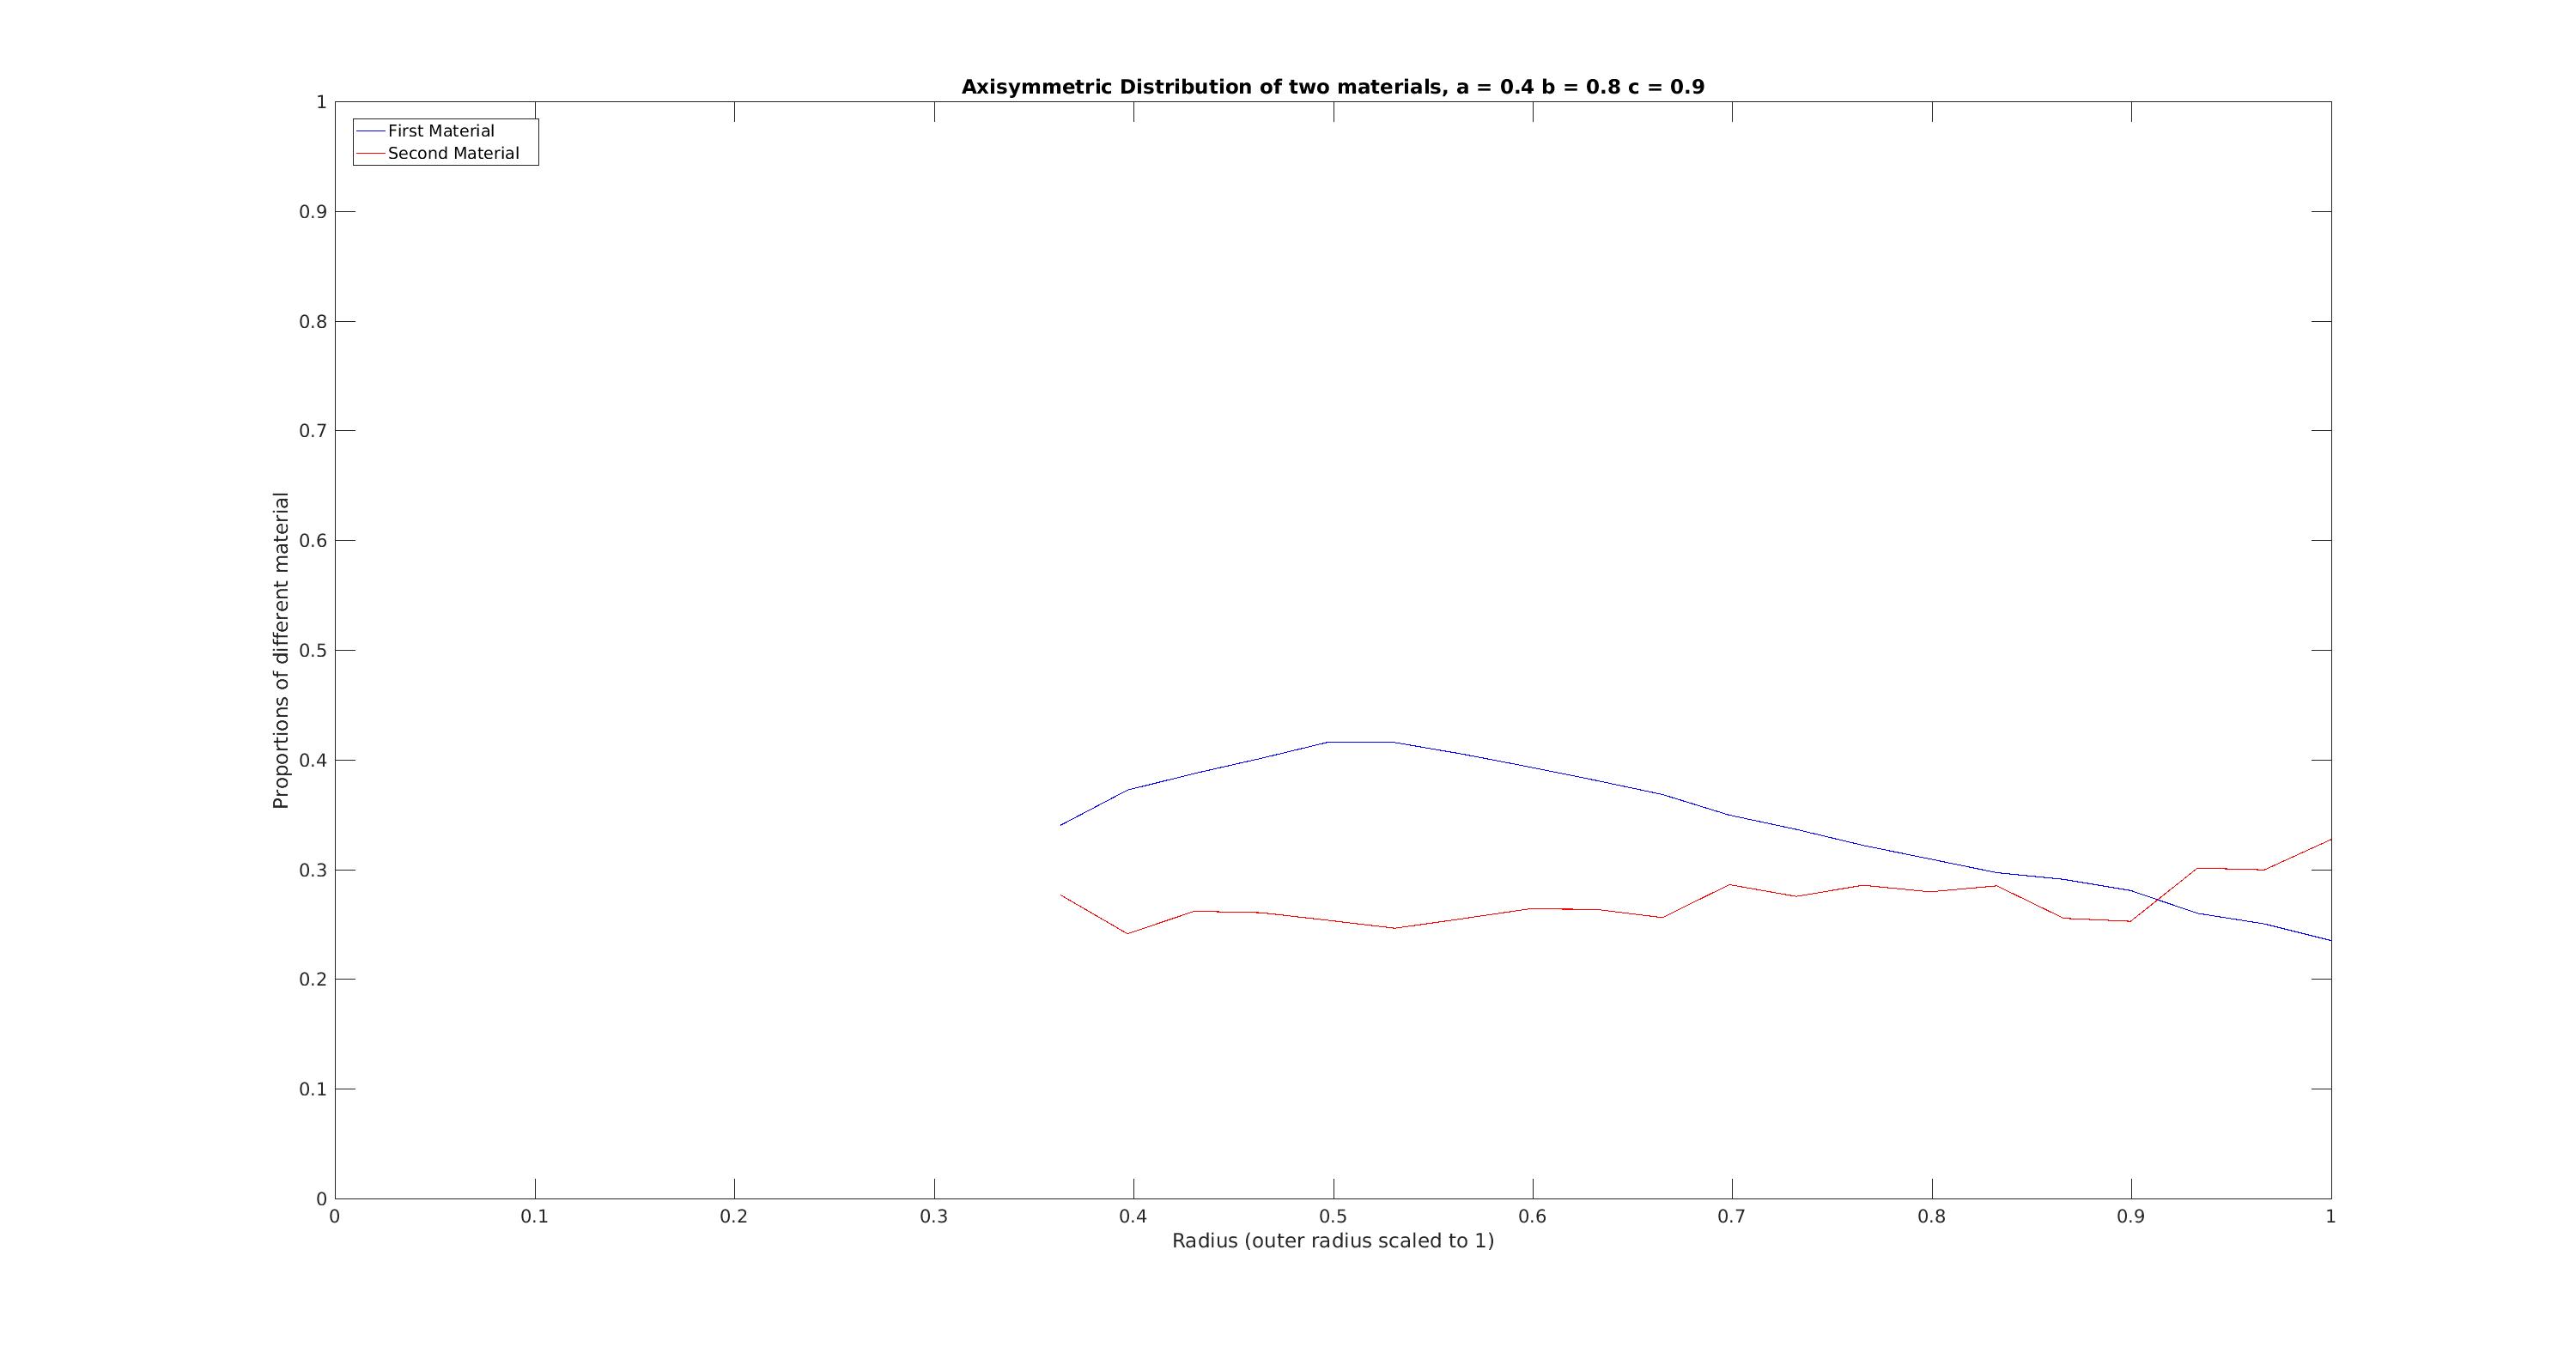 Axisymmetric Distribution of two materials, a = 0.4 b = 0.8 c = 0.9
First Material
Second Material
1
0.9
0.8
0.7
0.6
0.5
0.4
0.3
0.2
0.1
0
Proportions of different material
0 0.1 0.2 0.3 0.4 0.5 0.6 0.7 0.8 0.9 1
Radius (outer radius scaled to 1)